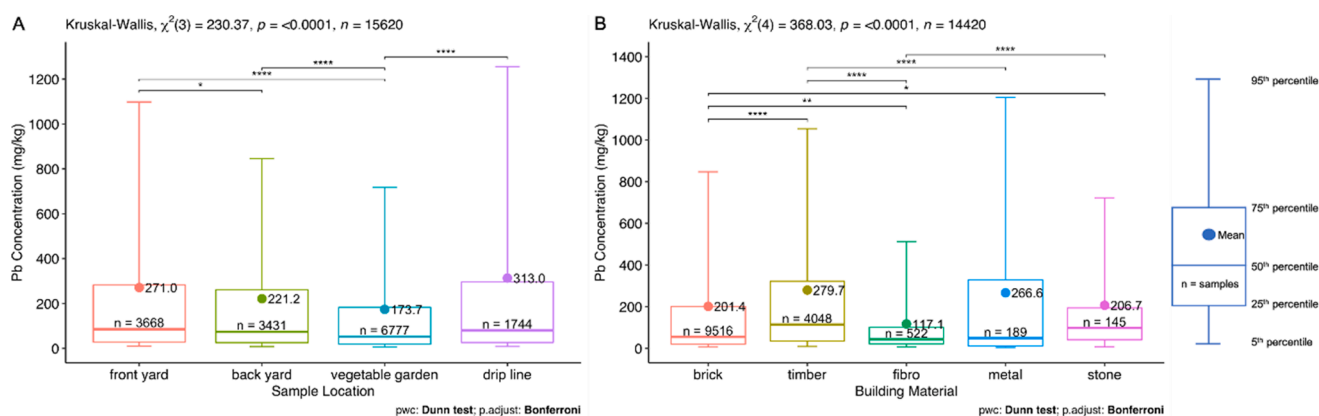 A
Kruskal-Wallis, χ²(3) = 230.37, p = <0.0001, n = 15620
Pb Concentration (mg/kg)
1200
1000
800
600
400
200
0
****
****
****
*
271.0
221.2
173.7
313.0
n = 3668
n = 3431
n = 6777
n = 1744
front yard
back yard
vegetable garden
drip line
Sample Location
pwc: Dunn test; p.adjust: Bonferroni
B
Kruskal-Wallis, χ²(4) = 368.03, p = <0.0001, n = 14420
Pb Concentration (mg/kg)
1400
1200
1000
800
600
400
200
0
****
****
****
*
**
****
201.4
279.7
117.1
266.6
206.7
n = 9516
n = 4048
n = 522
n = 189
n = 145
brick
timber
fibro
metal
stone
Building Material
pwc: Dunn test; p.adjust: Bonferroni
95th percentile
75th percentile
Mean
50th percentile
n = samples
25th percentile
5th percentile